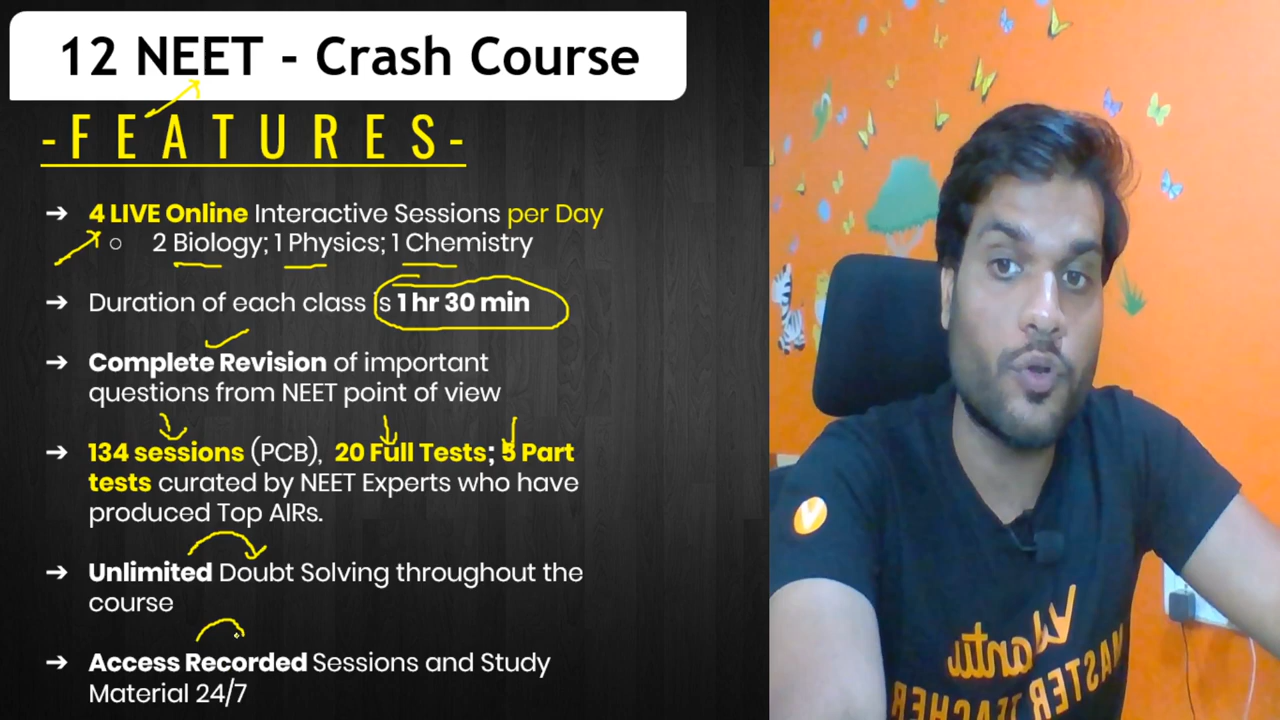 12 NEET - Crash Course
-FEATURES-
➔ 4 LIVE Online Interactive Sessions per Day
○ 2 Biology; 1 Physics; 1 Chemistry
➔ Duration of each class is 1 hr 30 min
➔ Complete Revision of important
questions from NEET point of view
➔ 134 sessions (PCB), 20 Full Tests; 5 Part
tests curated by NEET Experts who have
produced Top AIRs.
➔ Unlimited Doubt Solving throughout the
course
➔ Access Recorded Sessions and Study
Material 24/7
V
Vedantu
MASTER TEACHER